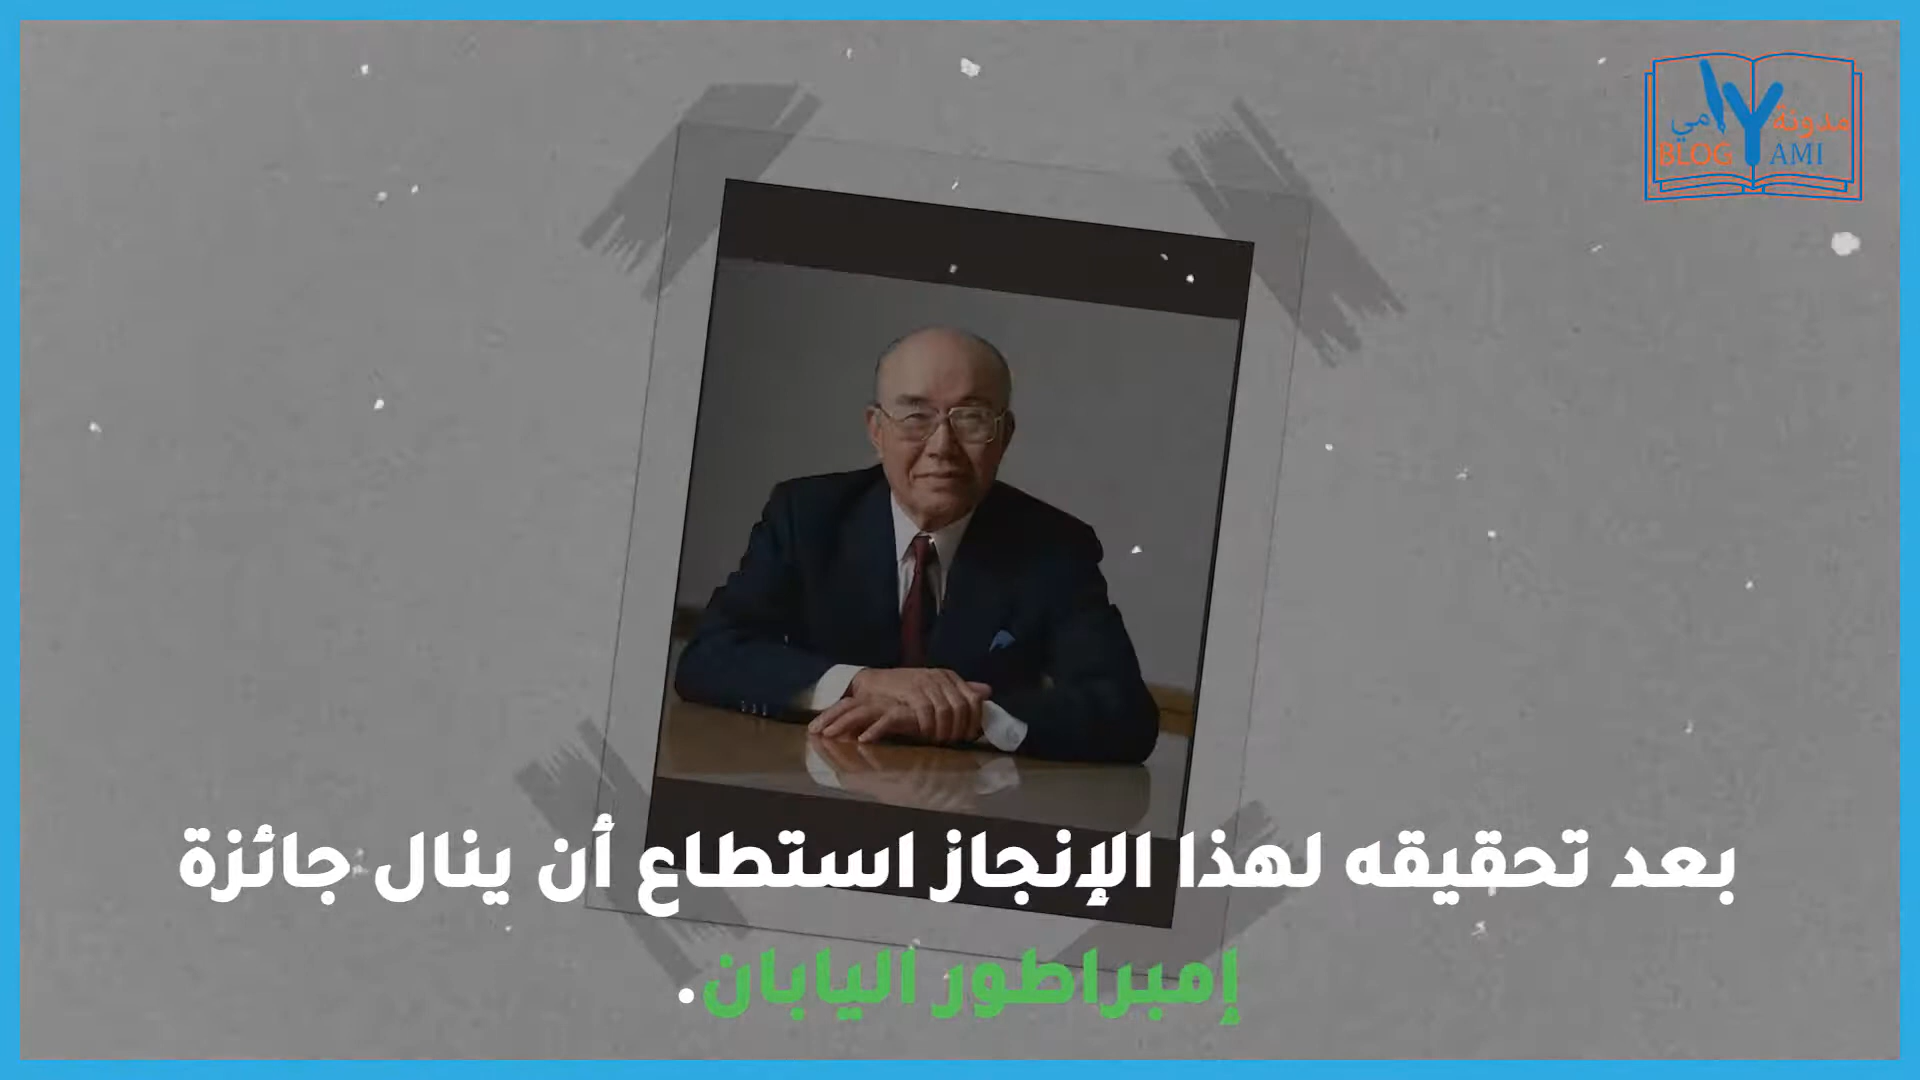 مدونة يامي
BLOG YAMI
بعد تحقيقه لهذا الإنجاز استطاع أن ينال جائزة
إمبراطور اليابان.